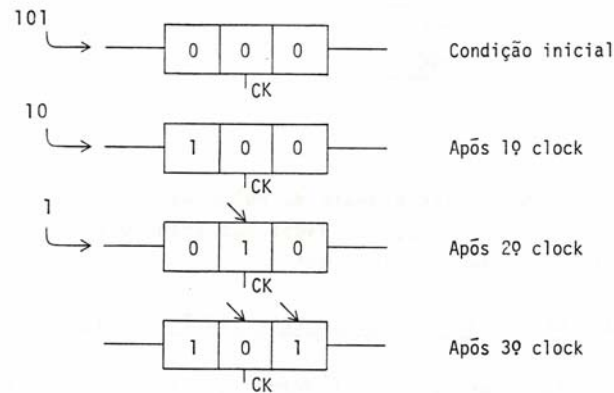 101
0 0 0 Condição inicial
CK
10
1 0 0 Após 1º clock
CK
1
0 1 0 Após 2º clock
CK
1 0 1 Após 3º clock
CK